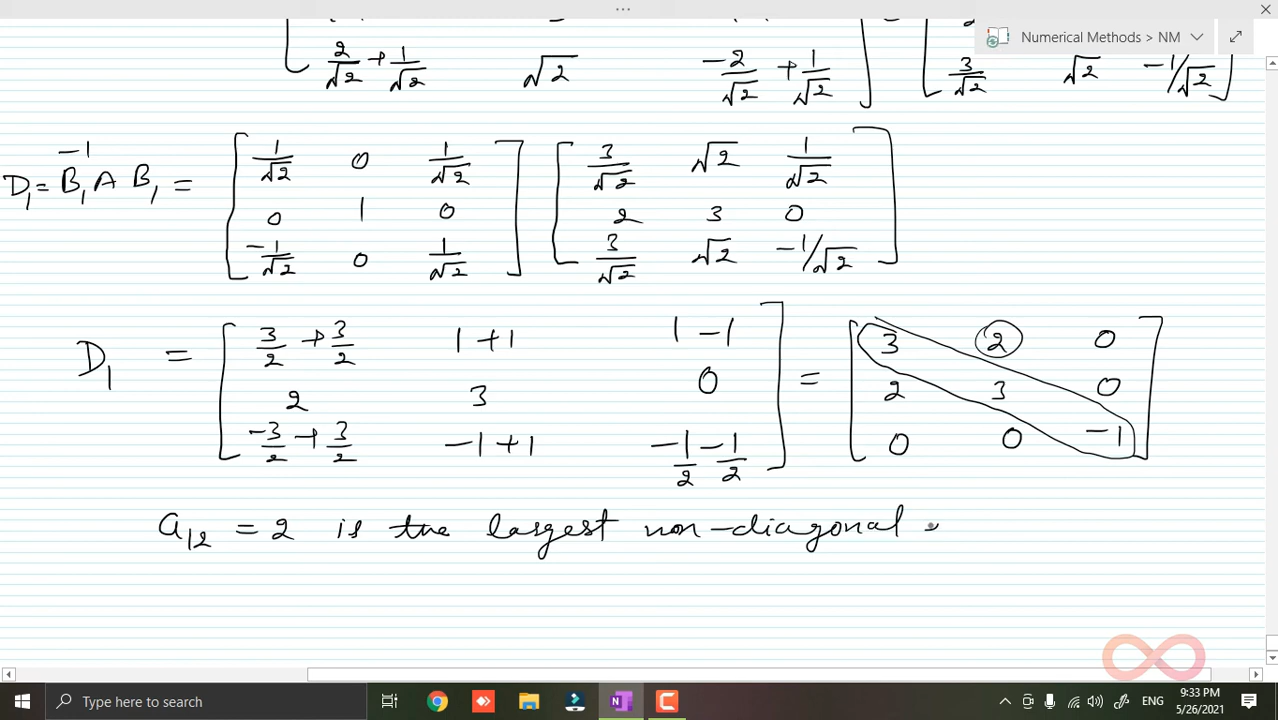 Numerical Methods > NM
2/√2 + 1/√2 √2 -2/√2 + 1/√2 3/√2 √2 -1/√2
D₁ = B₁⁻¹ A B₁ = [1/√2 0 1/√2] [3/√2 √2 1/√2]
[0 1 0] [2 3 0]
[-1/√2 0 1/√2] [3/√2 √2 -1/√2]
D₁ = [3/2 + 3/2 1+1 1-1] = [3 2 0]
[2 3 0] [2 3 0]
[-3/2 + 3/2 -1+1 -1/2 - 1/2] [0 0 -1]
a₁₂ = 2 is the largest non-diagonal
Type here to search
ENG
9:33 PM
5/26/2021